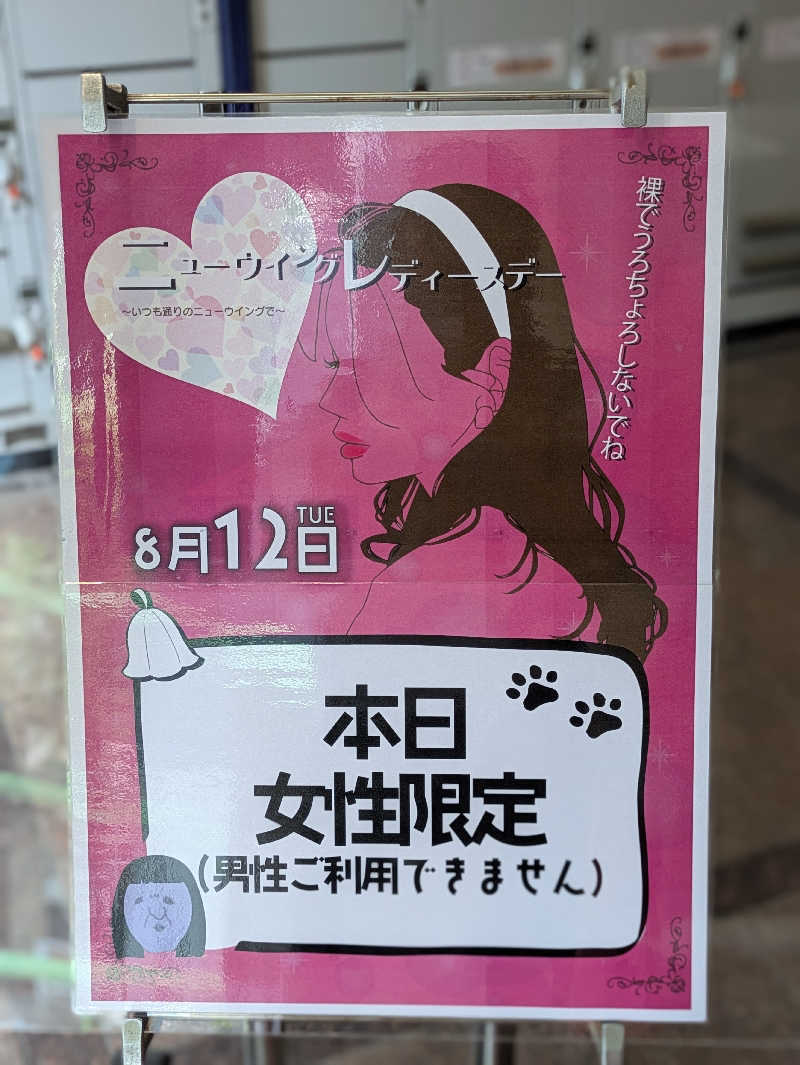 ニューウイングレディースデー
～いつも通りのニューウイングで～
裸でうろちょろしないでね
8月12日
TUE
本日
女性限定
（男性ご利用できません）